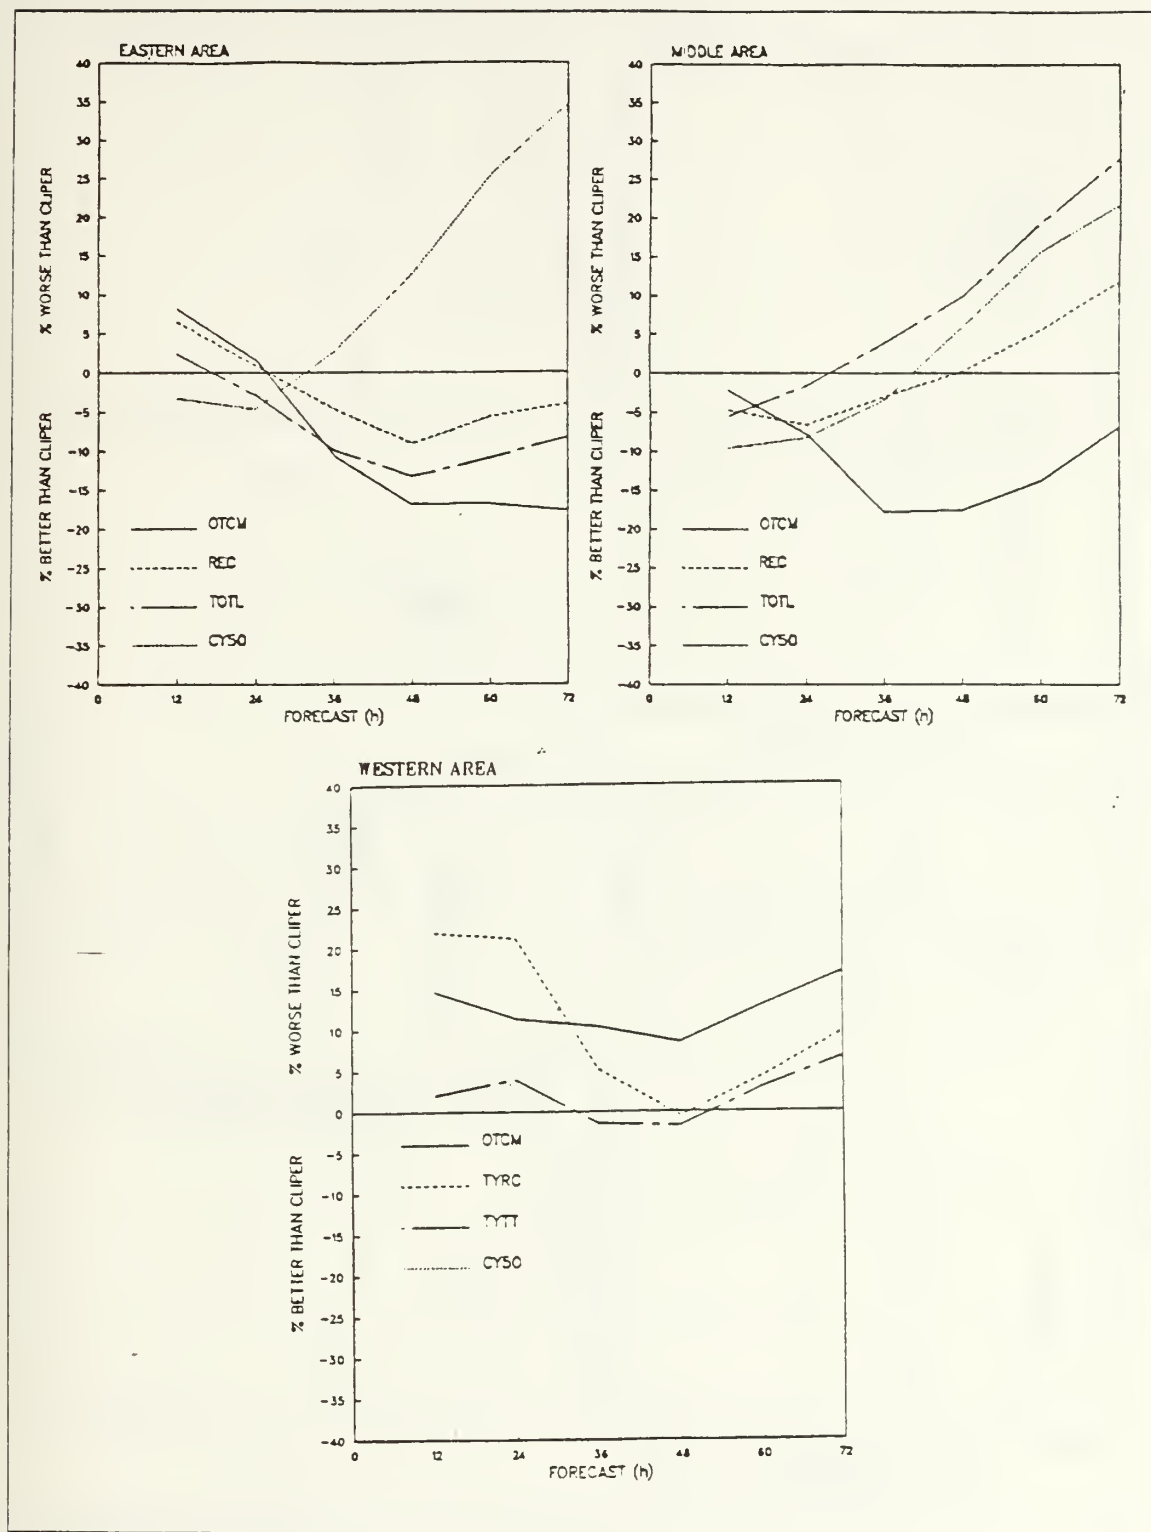 EASTERN AREA
40
35
30
25
20
15
10
5
0
-5
-10
-15
-20
-25
-30
-35
-40
% WORSE THAN CLIPER
% BETTER THAN CLIPER
OTCM
REC
TOTL
CY50
0 12 24 36 48 60 72
FORECAST (h)
MIDDLE AREA
40
35
30
25
20
15
10
5
0
-5
-10
-15
-20
-25
-30
-35
-40
% WORSE THAN CLIPER
% BETTER THAN CLIPER
OTCM
REC
TOTL
CY50
0 12 24 36 48 60 72
FORECAST (h)
WESTERN AREA
40
35
30
25
20
15
10
5
0
-5
-10
-15
-20
-25
-30
-35
-40
% WORSE THAN CLIPER
% BETTER THAN CLIPER
OTCM
TYRC
TYTT
CY50
0 12 24 36 48 60 72
FORECAST (h)